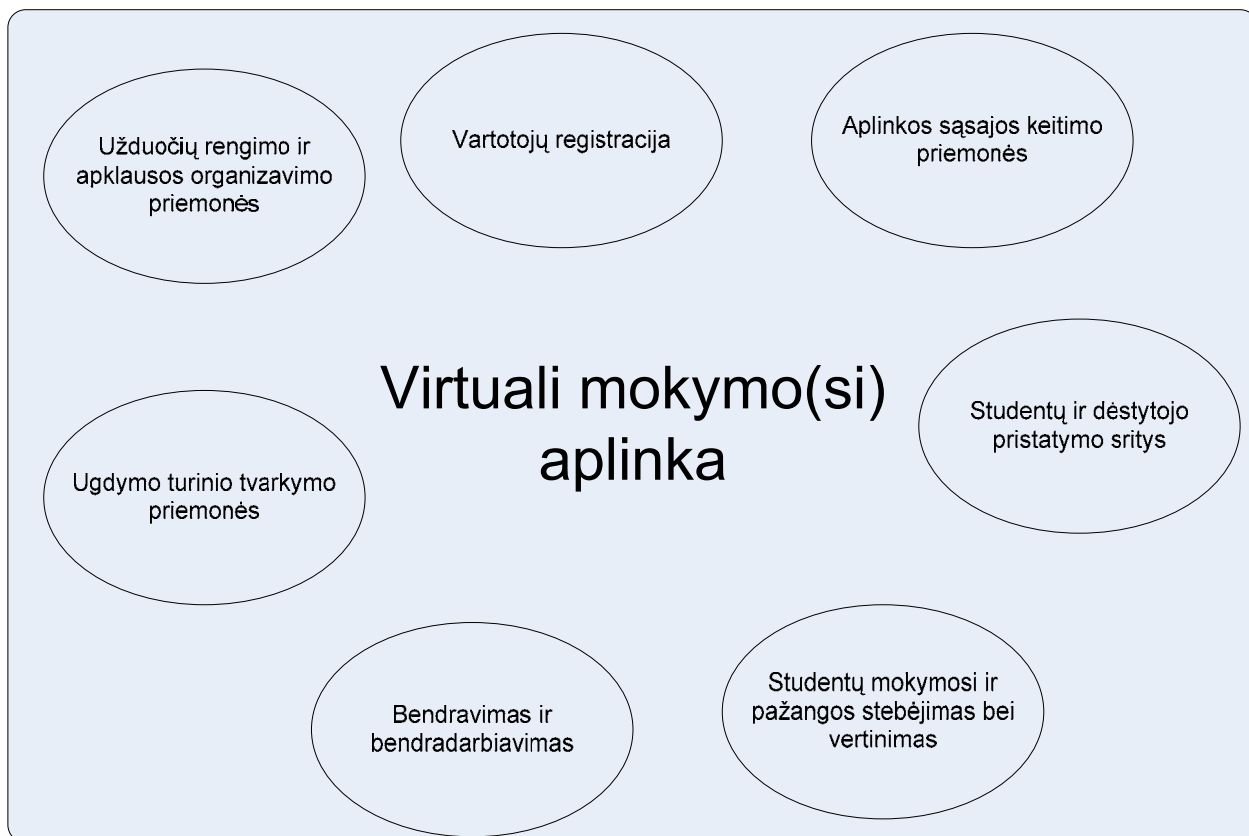 Užduočių rengimo ir
apklausos organizavimo
priemonės
Vartotojų registracija
Aplinkos sąsajos keitimo
priemonės
Virtuali mokymo(si)
aplinka
Studentų ir dėstytojo
pristatymo sritys
Ugdymo turinio tvarkymo
priemonės
Bendravimas ir
bendradarbiavimas
Studentų mokymosi ir
pažangos stebėjimas bei
vertinimas